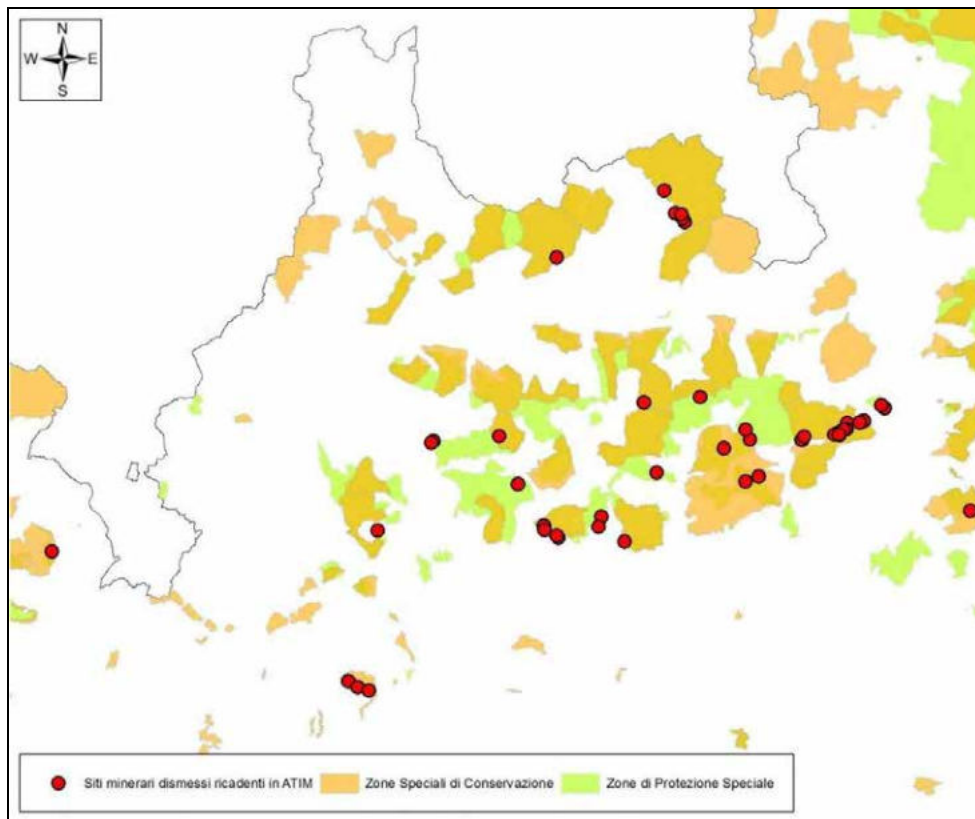 N
W E
S
Siti minerari dismessi ricadenti in ATIM Zone Speciali di Conservazione Zone di Protezione Speciale